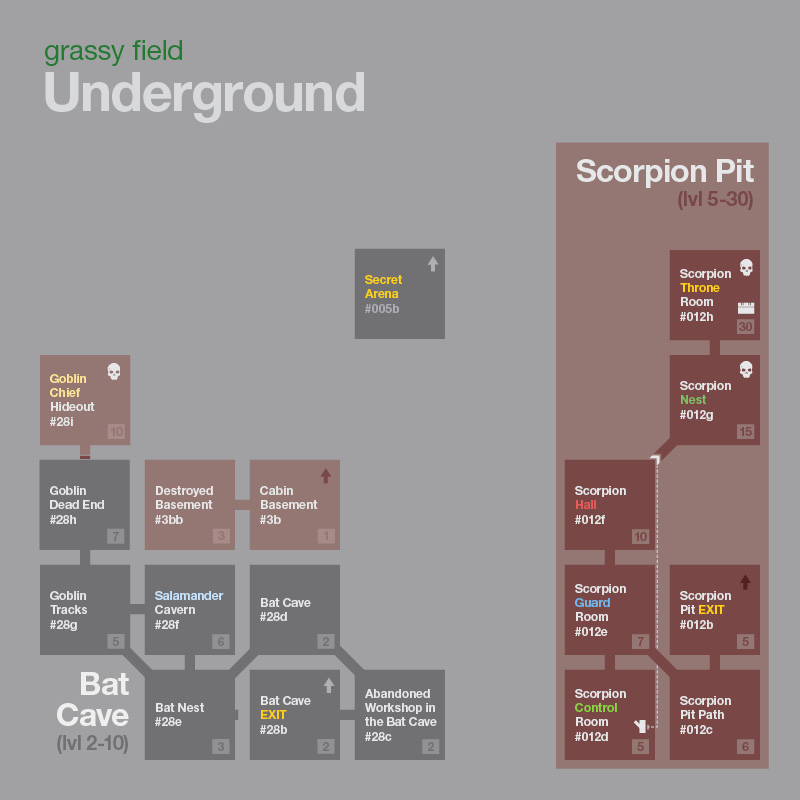 grassy field
Underground
Scorpion Pit
(lvl 5-30)
Secret
Arena
#005b
Scorpion
Throne
Room
#012h
30
Goblin
Chief
Hideout
#28i
10
Scorpion
Nest
#012g
15
Goblin
Dead End
#28h
7
Destroyed
Basement
#3bb
3
Cabin
Basement
#3b
1
Scorpion
Hall
#012f
10
Goblin
Tracks
#28g
5
Salamander
Cavern
#28f
6
Bat Cave
#28d
2
Scorpion
Guard
Room
#012e
7
Scorpion
Pit EXIT
#012b
5
Bat
Cave
(lvl 2-10)
Bat Nest
#28e
3
Bat Cave
EXIT
#28b
2
Abandoned
Workshop in
the Bat Cave
#28c
2
Scorpion
Control
Room
#012d
5
Scorpion
Pit Path
#012c
6